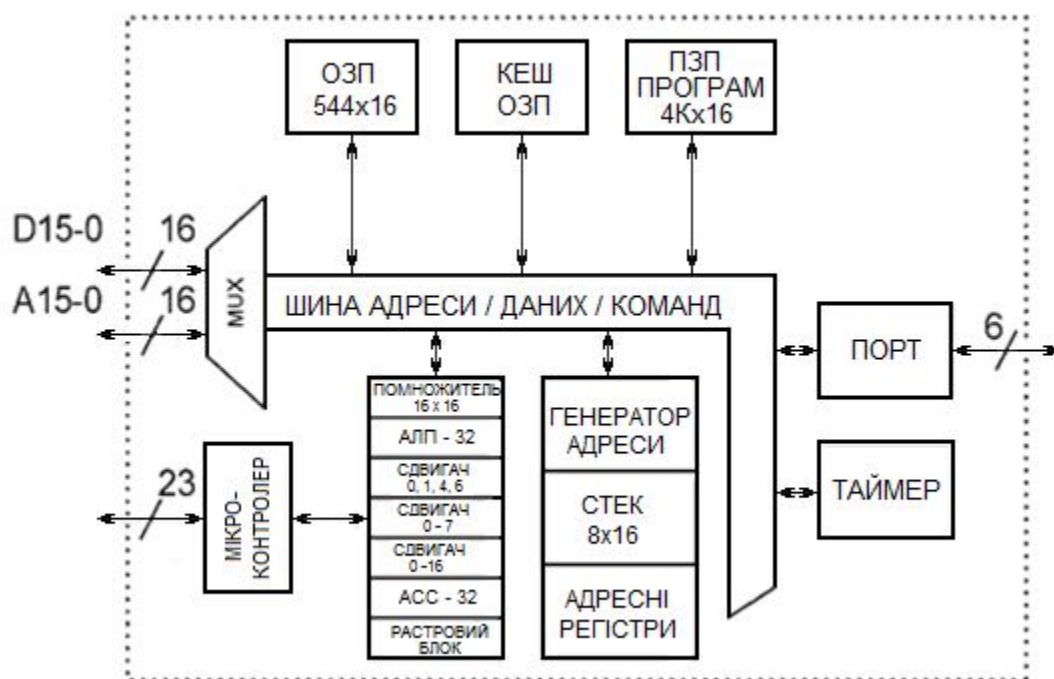 ОЗП
544x16
КЕШ
ОЗП
ПЗП
ПРОГРАМ
4Кх16
D15-0
16
A15-0
16
MUX
ШИНА АДРЕСИ / ДАНИХ / КОМАНД
6
ПОРТ
ПОМНОЖИТЕЛЬ
16 x 16
АЛП - 32
СДВИГАЧ
0, 1, 4, 6
СДВИГАЧ
0 - 7
СДВИГАЧ
0 -16
АСС - 32
РАСТРОВИЙ
БЛОК
ГЕНЕРАТОР
АДРЕСИ
СТЕК
8x16
АДРЕСНІ
РЕГІСТРИ
ТАЙМЕР
23
МІКРО-
КОНТРОЛЕР